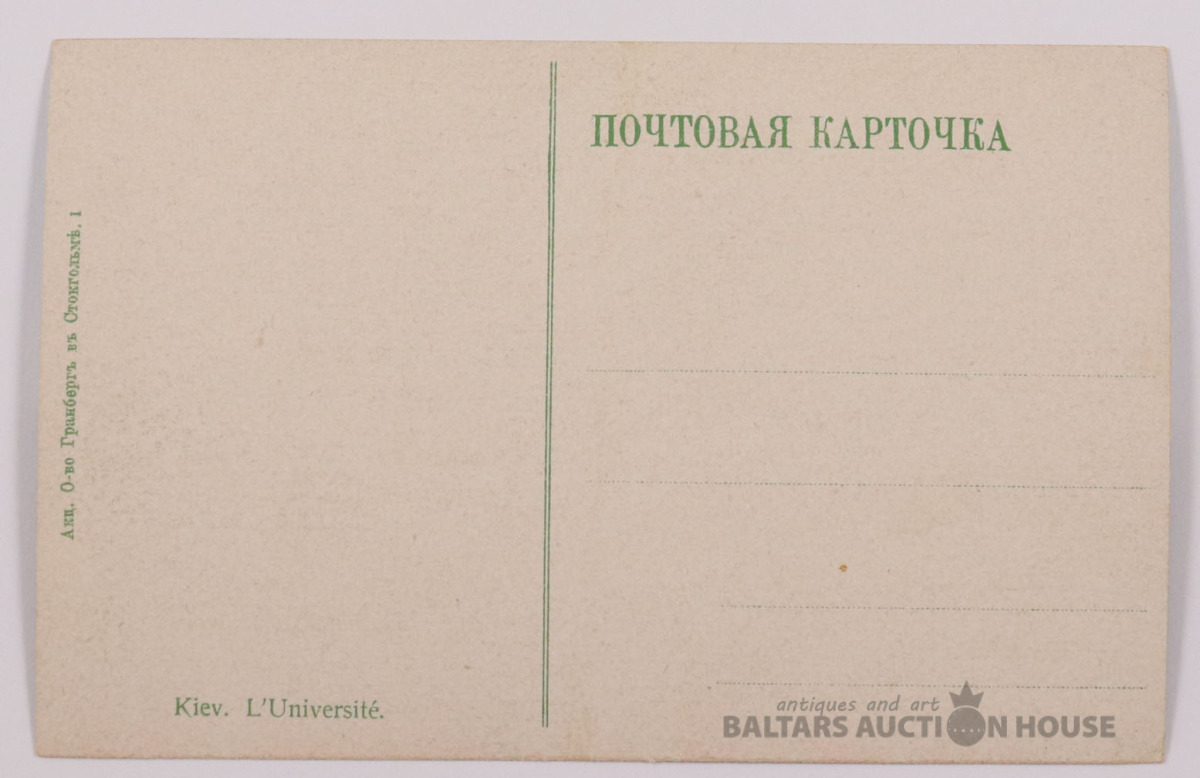 ПОЧТОВАЯ КАРТОЧКА
Акц. О-во Гранбергъ въ Стокгольмѣ. 1
Kiev. L'Université.
antiques and art
BALTARS AUCTION HOUSE